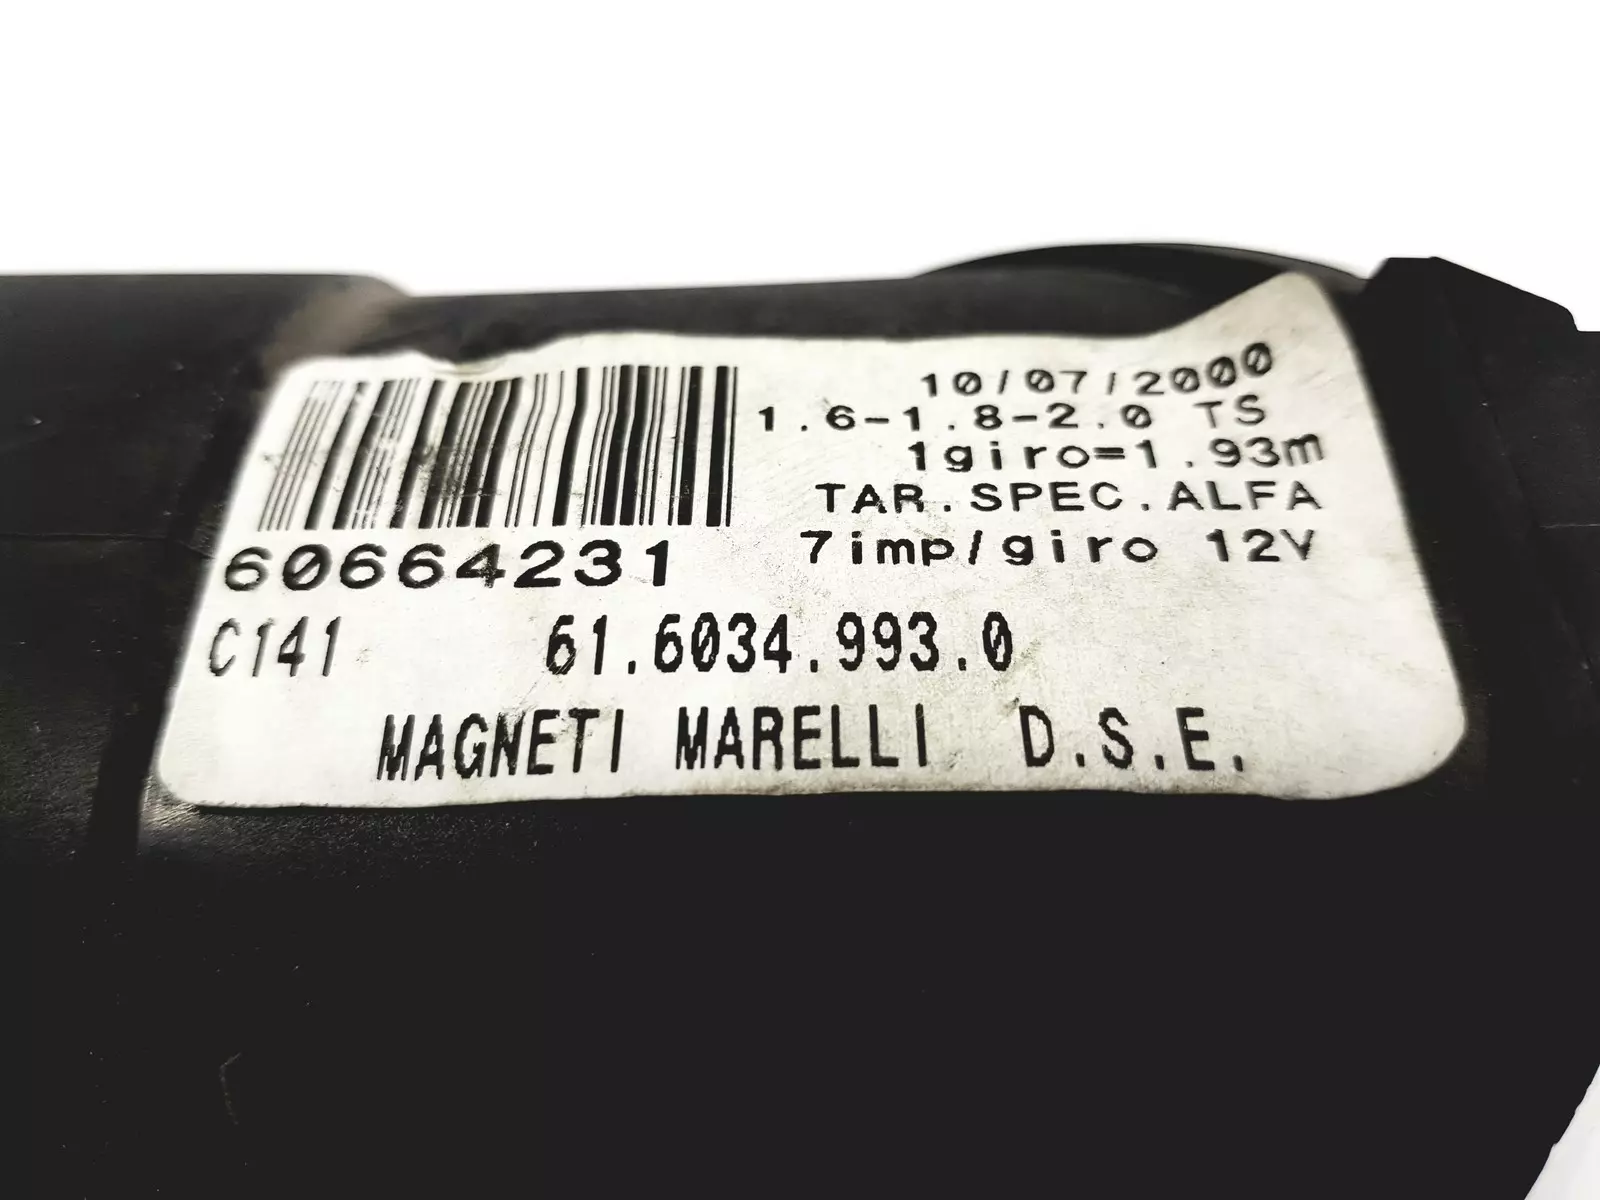 10/07/2000
1.6-1.8-2.0 TS
1giro=1.93m
TAR.SPEC.ALFA
7imp/giro 12V
60664231
C141 61.6034.993.0
MAGNETI MARELLI D.S.E.